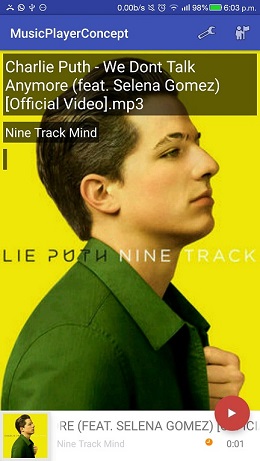 0.00b/s 98% 6:03 p.m.
MusicPlayerConcept
Charlie Puth - We Dont Talk
Anymore (feat. Selena Gomez)
[Official Video].mp3
Nine Track Mind
LIE PUTH NINE TRACK
RE (FEAT. SELENA GOMEZ) [OFFICI
Nine Track Mind
0:01